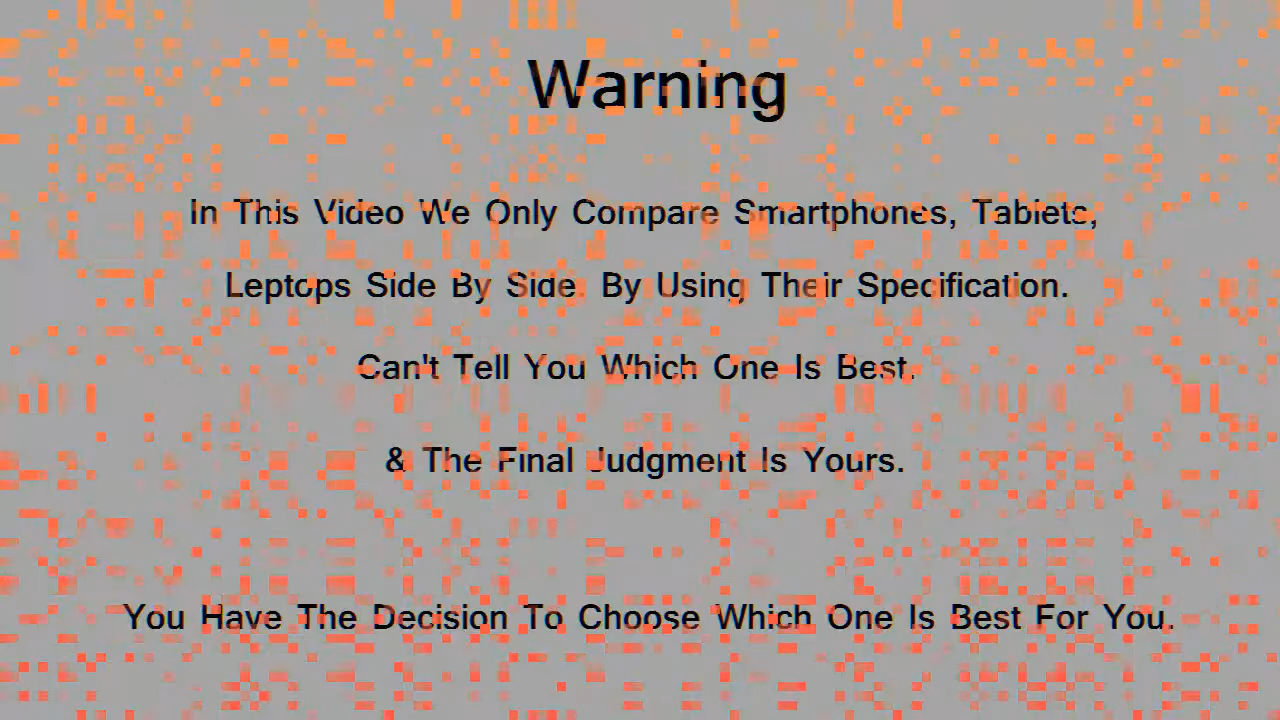 Warning
In This Video We Only Compare Smartphones, Tablets,
Leptops Side By Side. By Using Their Specification.
Can't Tell You Which One Is Best.
& The Final Judgment Is Yours.
You Have The Decision To Choose Which One Is Best For You.